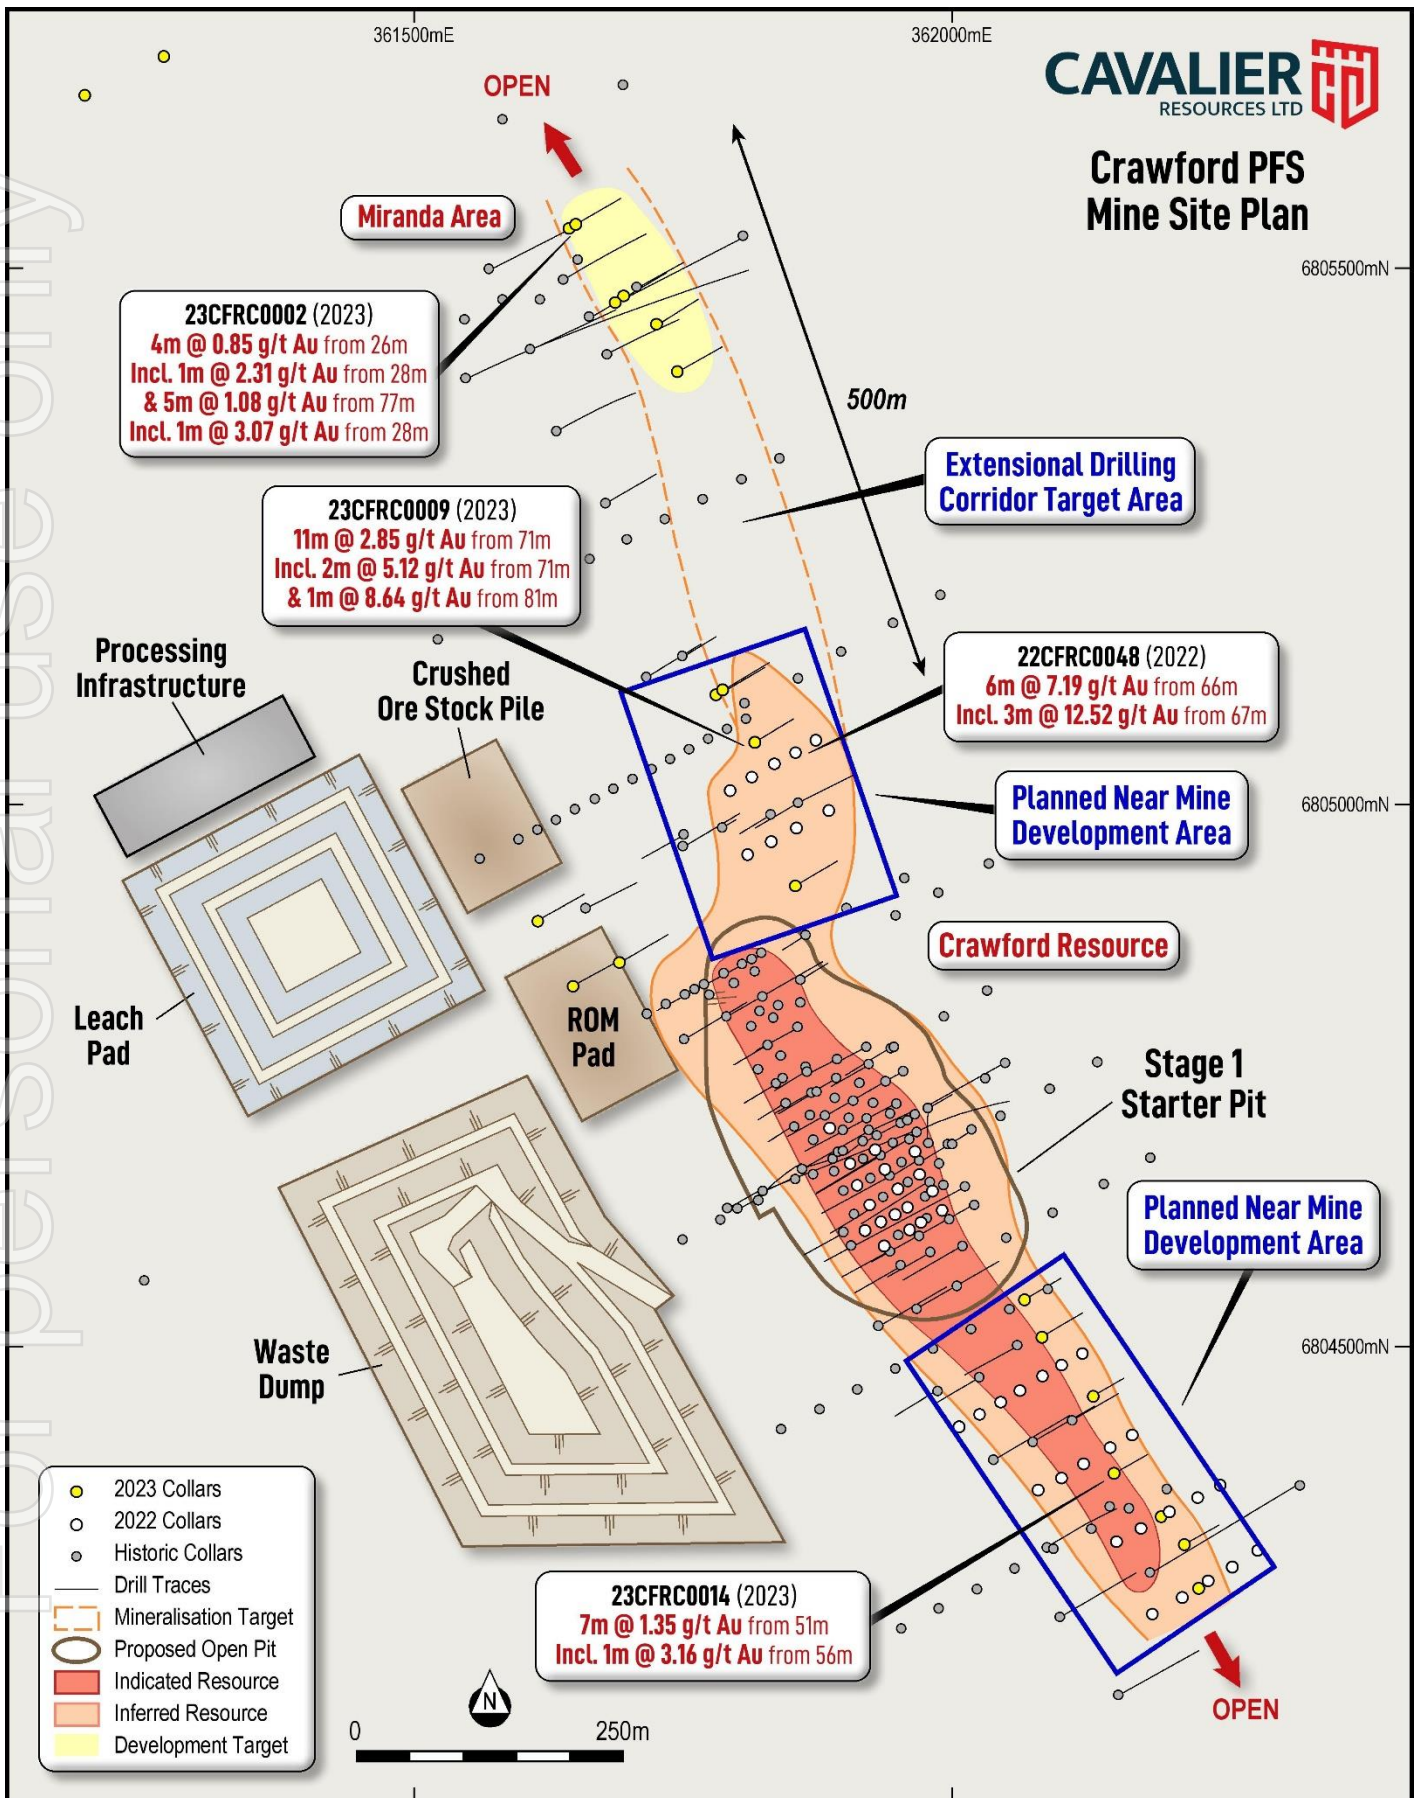 361500mE
362000mE
CAVALIER
RESOURCES LTD
Crawford PFS
Mine Site Plan
OPEN
Miranda Area
6805500mN
23CFRC0002 (2023)
4m @ 0.85 g/t Au from 26m
Incl. 1m @ 2.31 g/t Au from 28m
& 5m @ 1.08 g/t Au from 77m
Incl. 1m @ 3.07 g/t Au from 28m
500m
Extensional Drilling
Corridor Target Area
23CFRC0009 (2023)
11m @ 2.85 g/t Au from 71m
Incl. 2m @ 5.12 g/t Au from 71m
& 1m @ 8.64 g/t Au from 81m
Processing
Infrastructure
Crushed
Ore Stock Pile
22CFRC0048 (2022)
6m @ 7.19 g/t Au from 66m
Incl. 3m @ 12.52 g/t Au from 67m
Planned Near Mine
Development Area
6805000mN
Crawford Resource
Leach
Pad
ROM
Pad
Stage 1
Starter Pit
Planned Near Mine
Development Area
6804500mN
Waste
Dump
2023 Collars
2022 Collars
Historic Collars
Drill Traces
Mineralisation Target
Proposed Open Pit
Indicated Resource
Inferred Resource
Development Target
23CFRC0014 (2023)
7m @ 1.35 g/t Au from 51m
Incl. 1m @ 3.16 g/t Au from 56m
N
0
250m
OPEN
For personal use only